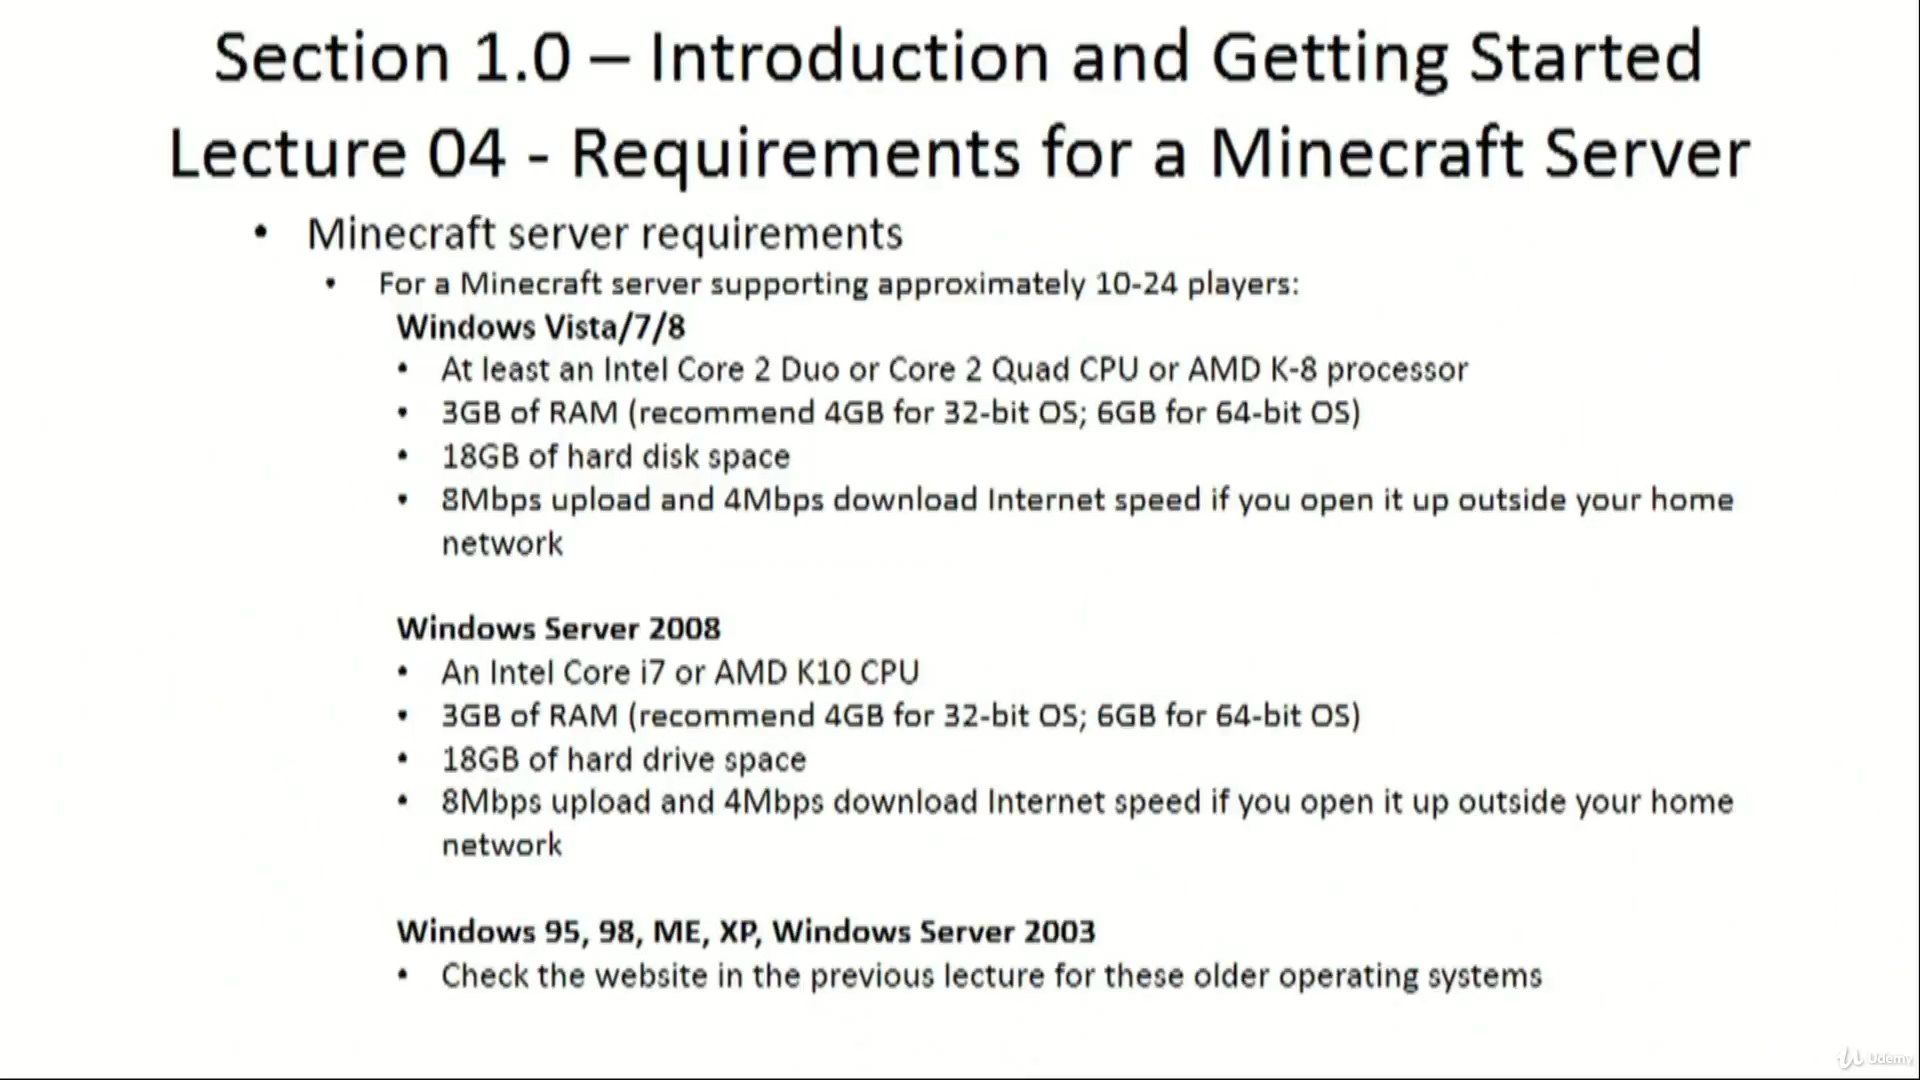 Section 1.0 – Introduction and Getting Started
Lecture 04 - Requirements for a Minecraft Server
• Minecraft server requirements
• For a Minecraft server supporting approximately 10-24 players:
Windows Vista/7/8
• At least an Intel Core 2 Duo or Core 2 Quad CPU or AMD K-8 processor
• 3GB of RAM (recommend 4GB for 32-bit OS; 6GB for 64-bit OS)
• 18GB of hard disk space
• 8Mbps upload and 4Mbps download Internet speed if you open it up outside your home
network
Windows Server 2008
• An Intel Core i7 or AMD K10 CPU
• 3GB of RAM (recommend 4GB for 32-bit OS; 6GB for 64-bit OS)
• 18GB of hard drive space
• 8Mbps upload and 4Mbps download Internet speed if you open it up outside your home
network
Windows 95, 98, ME, XP, Windows Server 2003
• Check the website in the previous lecture for these older operating systems
Udemy